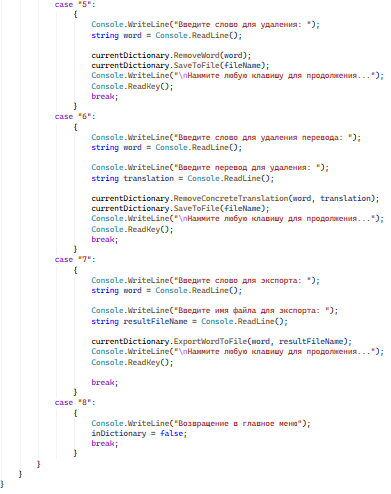 case "5":
{
Console.WriteLine("Введите слово для удаления: ");
string word = Console.ReadLine();
currentDictionary.RemoveWord(word);
currentDictionary.SaveToFile(fileName);
Console.WriteLine("\nНажмите любую клавишу для продолжения...");
Console.ReadKey();
break;
}
case "6":
{
Console.WriteLine("Введите слово для удаления перевода: ");
string word = Console.ReadLine();
Console.WriteLine("Введите перевод для удаления: ");
string translation = Console.ReadLine();
currentDictionary.RemoveConcreteTranslation(word, translation);
currentDictionary.SaveToFile(fileName);
Console.WriteLine("\nНажмите любую клавишу для продолжения...");
Console.ReadKey();
break;
}
case "7":
{
Console.WriteLine("Введите слово для экспорта: ");
string word = Console.ReadLine();
Console.WriteLine("Введите имя файла для экспорта: ");
string resultFileName = Console.ReadLine();
currentDictionary.ExportWordToFile(word, resultFileName);
Console.WriteLine("\nНажмите любую клавишу для продолжения...");
Console.ReadKey();
break;
}
case "8":
{
Console.WriteLine("Возвращение в главное меню");
inDictionary = false;
break;
}
}
}
}